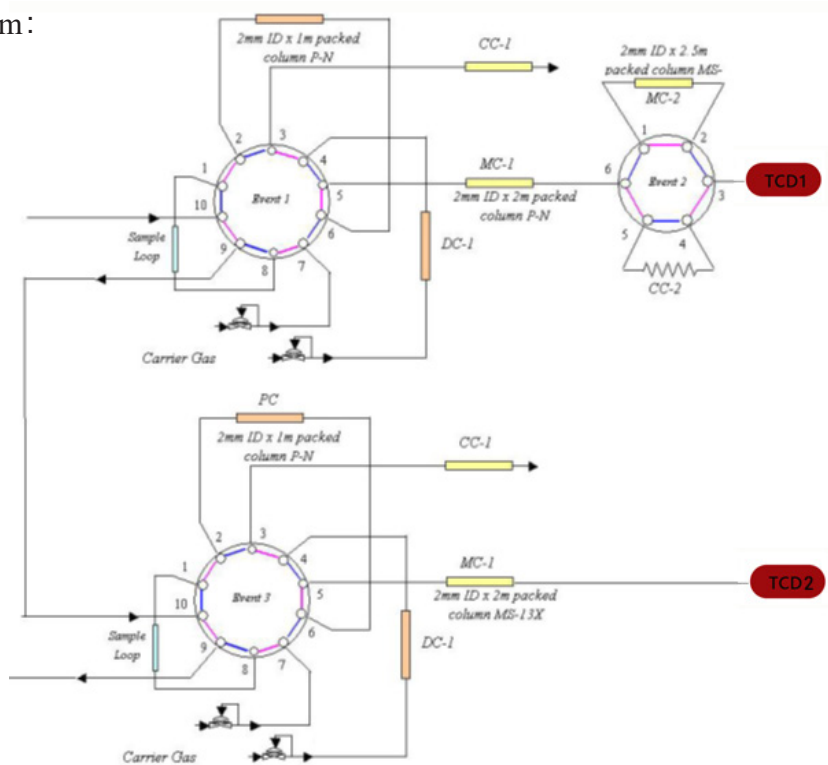 m:
2mm ID x 1m packed
column P-N
CC-1
2mm ID x 2.5m
packed column MS-
MC-2
1
2
3
4
5
6
7
8
9
10
Event 1
Sample
Loop
MC-1
2mm ID x 2m packed
column P-N
DC-1
1
2
3
4
5
6
Event 2
TCD1
CC-2
Carrier Gas
PC
2mm ID x 1m packed
column P-N
CC-1
1
2
3
4
5
6
7
8
9
10
Event 3
Sample
Loop
MC-1
2mm ID x 2m packed
column MS-13X
DC-1
TCD2
Carrier Gas